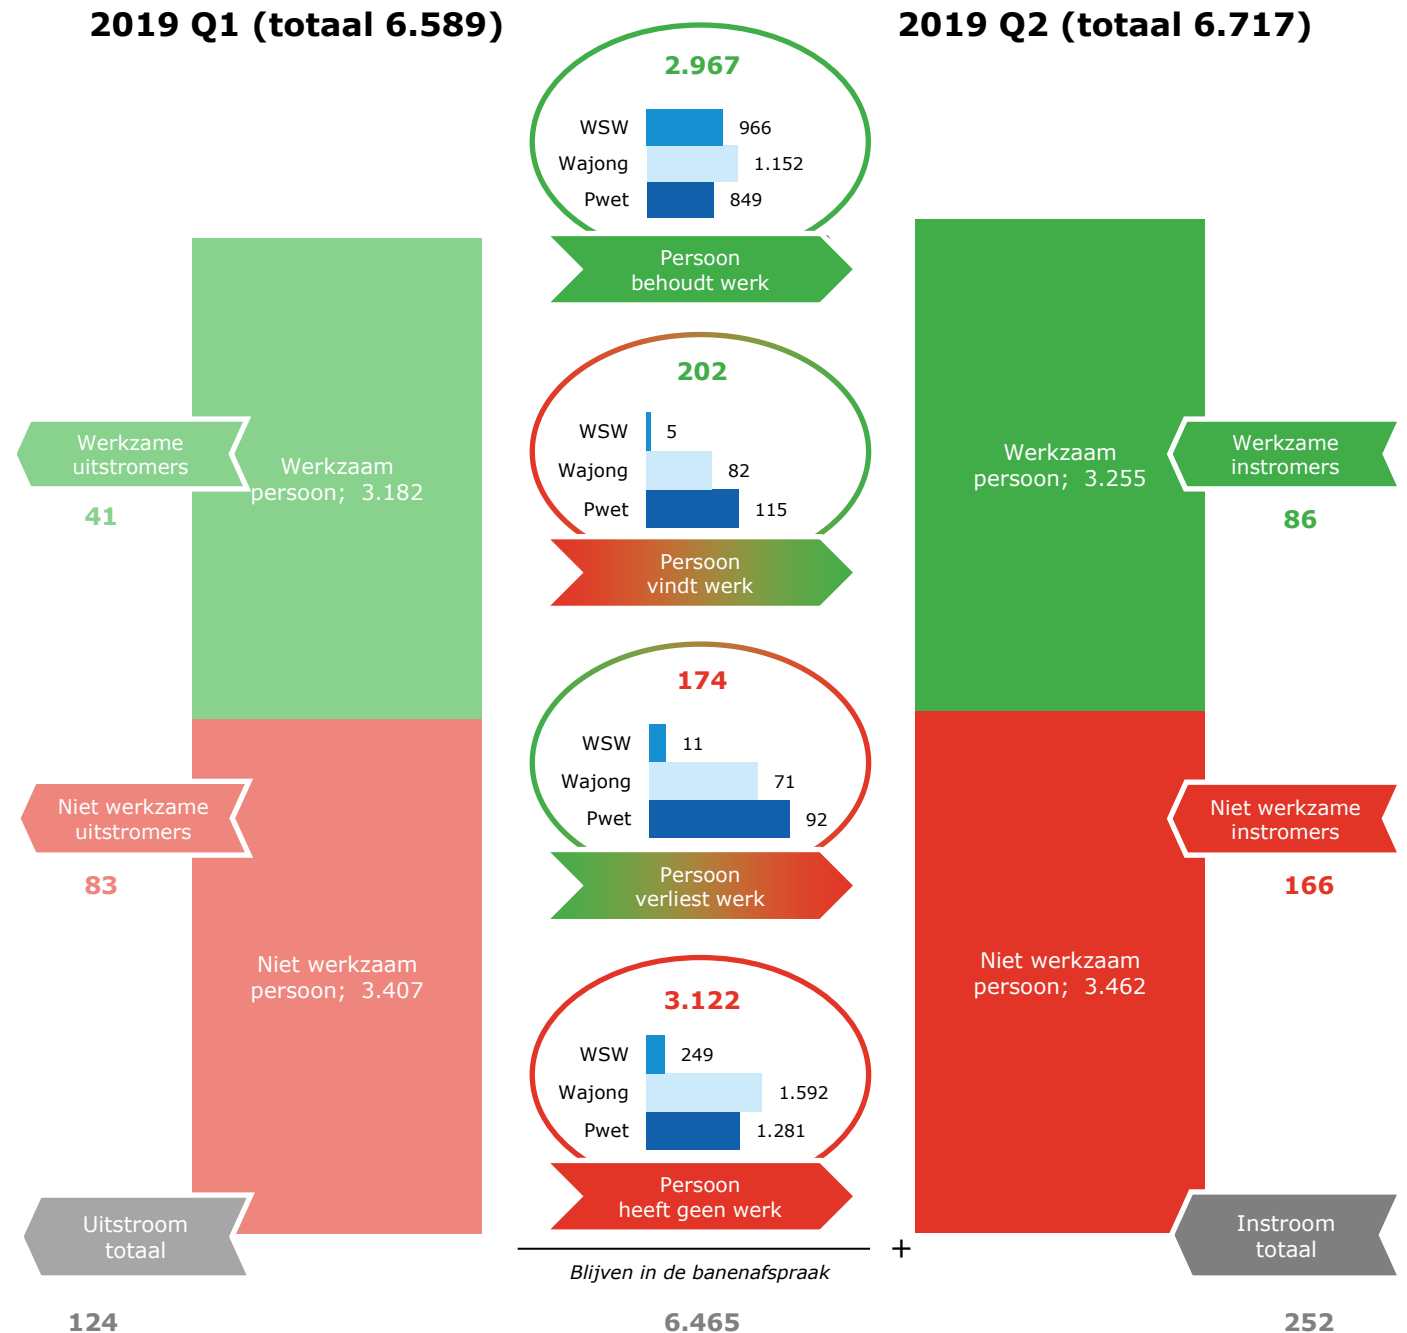 2019 Q1 (totaal 6.589)
2019 Q2 (totaal 6.717)
2.967
WSW 966
Wajong 1.152
Pwet 849
Persoon
behoudt werk
202
WSW 5
Wajong 82
Pwet 115
Persoon
vindt werk
Werkzame
uitstromers
41
Werkzaam
persoon; 3.182
Werkzaam
persoon; 3.255
Werkzame
instromers
86
174
WSW 11
Wajong 71
Pwet 92
Persoon
verliest werk
Niet werkzame
uitstromers
83
Niet werkzame
instromers
166
Niet werkzaam
persoon; 3.407
3.122
WSW 249
Wajong 1.592
Pwet 1.281
Persoon
heeft geen werk
Niet werkzaam
persoon; 3.462
Uitstroom
totaal
124
+
Blijven in de banenafspraak
6.465
Instroom
totaal
252